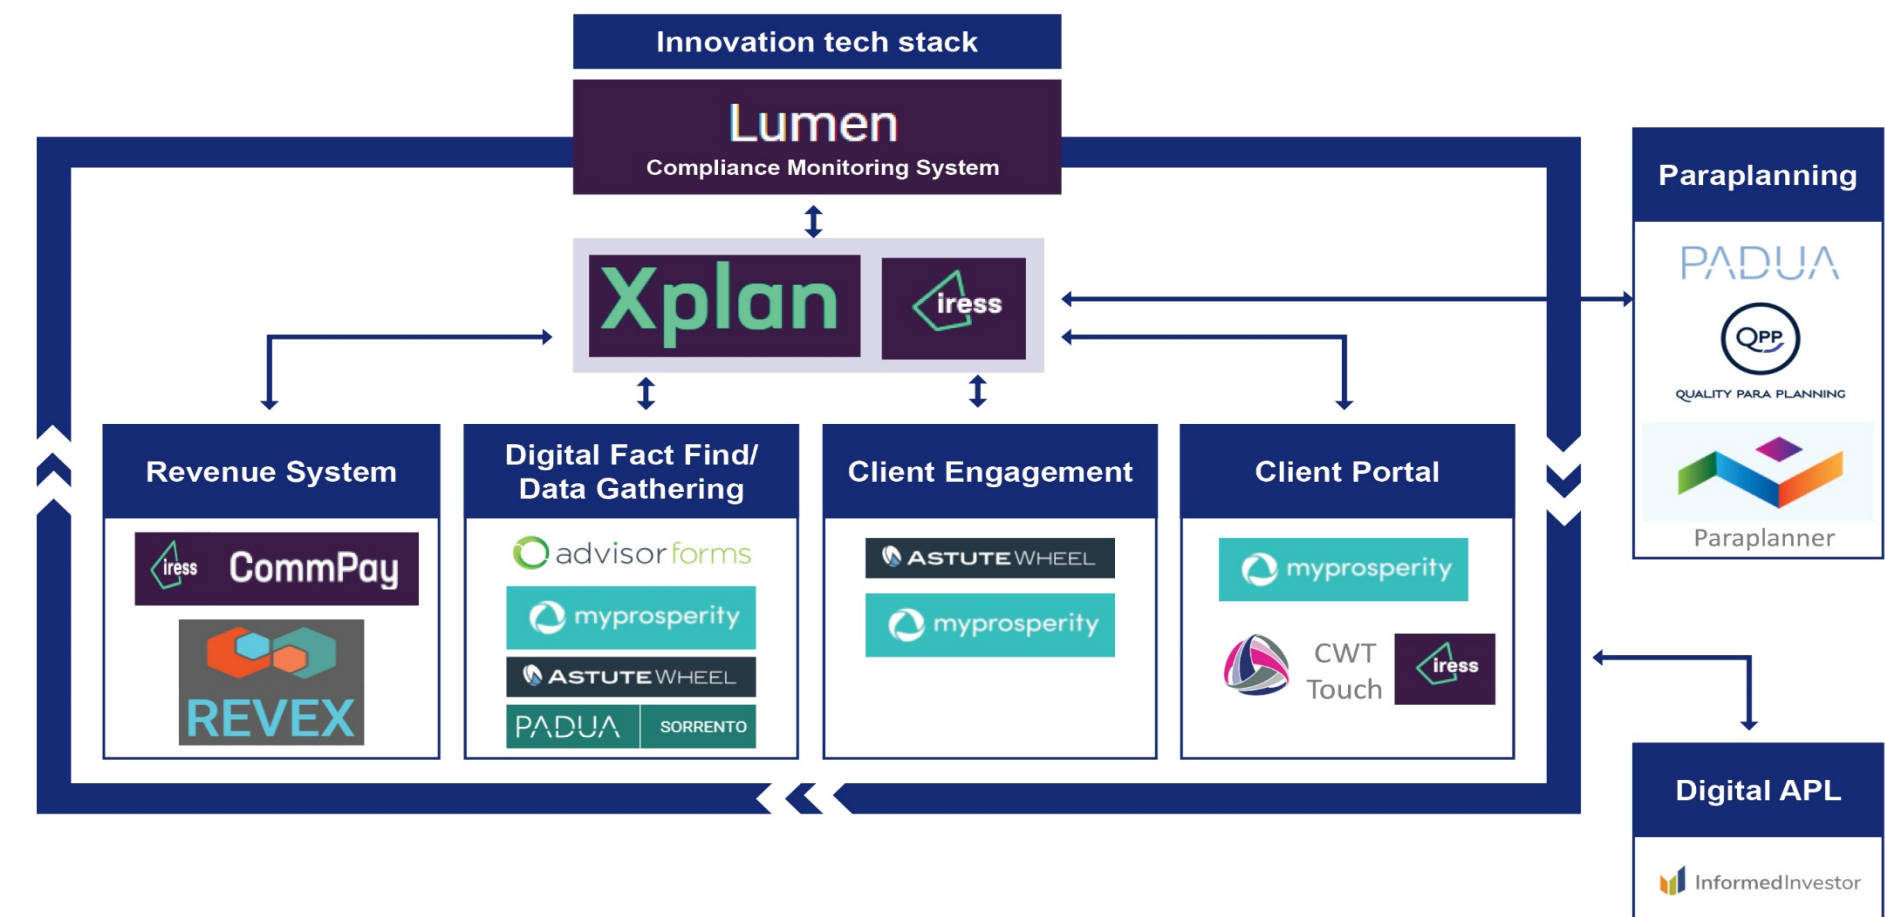 Innovation tech stack
Lumen
Compliance Monitoring System
Xplan
iress
Paraplanning
PADUA
QPP
QUALITY PARA PLANNING
Paraplanner
Revenue System
iress CommPay
REVEX
Digital Fact Find/
Data Gathering
advisorforms
myprosperity
ASTUTEWHEEL
PADUA SORRENTO
Client Engagement
ASTUTEWHEEL
myprosperity
Client Portal
myprosperity
CWT
Touch
iress
Digital APL
InformedInvestor